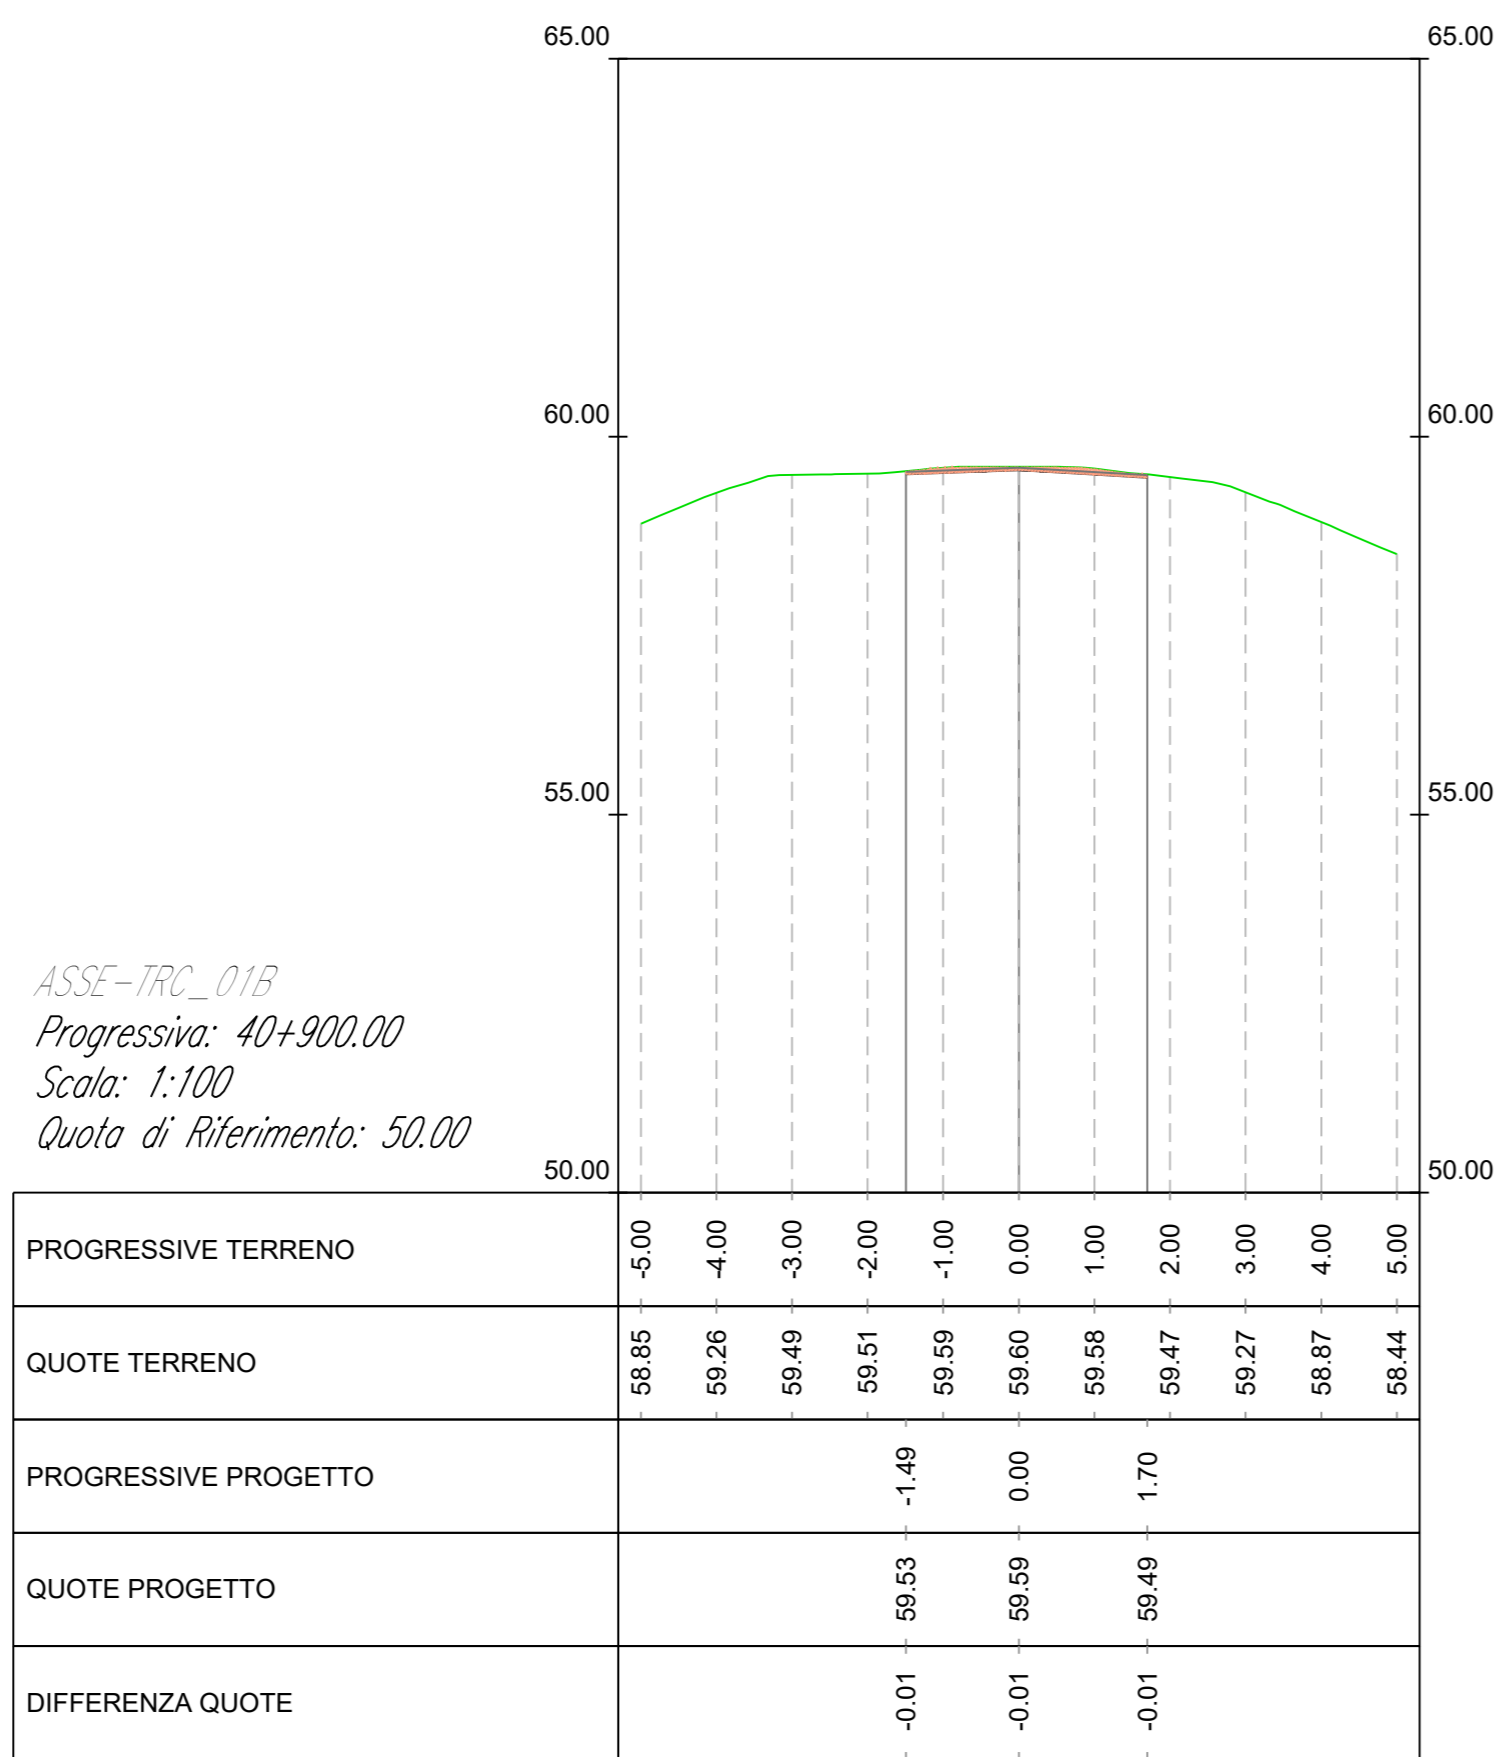 65.00 65.00
60.00 60.00
55.00 55.00
ASSE-TRC_01B
Progressiva: 40+900.00
Scala: 1:100
Quota di Riferimento: 50.00
50.00 50.00
PROGRESSIVE TERRENO -5.00 -4.00 -3.00 -2.00 -1.00 0.00 1.00 2.00 3.00 4.00 5.00
QUOTE TERRENO 58.85 59.26 59.49 59.51 59.59 59.60 59.58 59.47 59.27 58.87 58.44
PROGRESSIVE PROGETTO -1.49 0.00 1.70
QUOTE PROGETTO 59.53 59.59 59.49
DIFFERENZA QUOTE -0.01 -0.01 -0.01